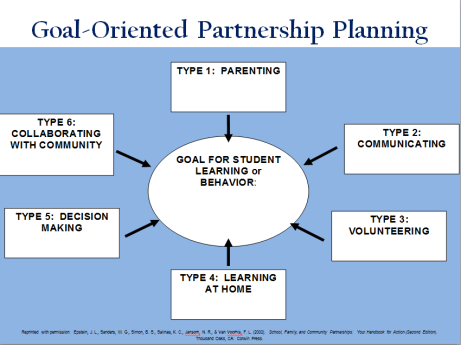 Goal-Oriented Partnership Planning
TYPE 1: PARENTING
TYPE 6:
COLLABORATING
WITH COMMUNITY
TYPE 2:
COMMUNICATING
GOAL FOR STUDENT
LEARNING or
BEHAVIOR:
TYPE 5: DECISION
MAKING
TYPE 3:
VOLUNTEERING
TYPE 4: LEARNING
AT HOME
Reprinted with permission: Epstein, J. L., Sanders, M. G., Simon, B. S., Salinas, K. C., Jansorn, N. R., & Van Voorhis, F. L. (2002). School, Family, and Community Partnerships: Your Handbook for Action (Second Edition).
Thousand Oaks, CA: Corwin Press.